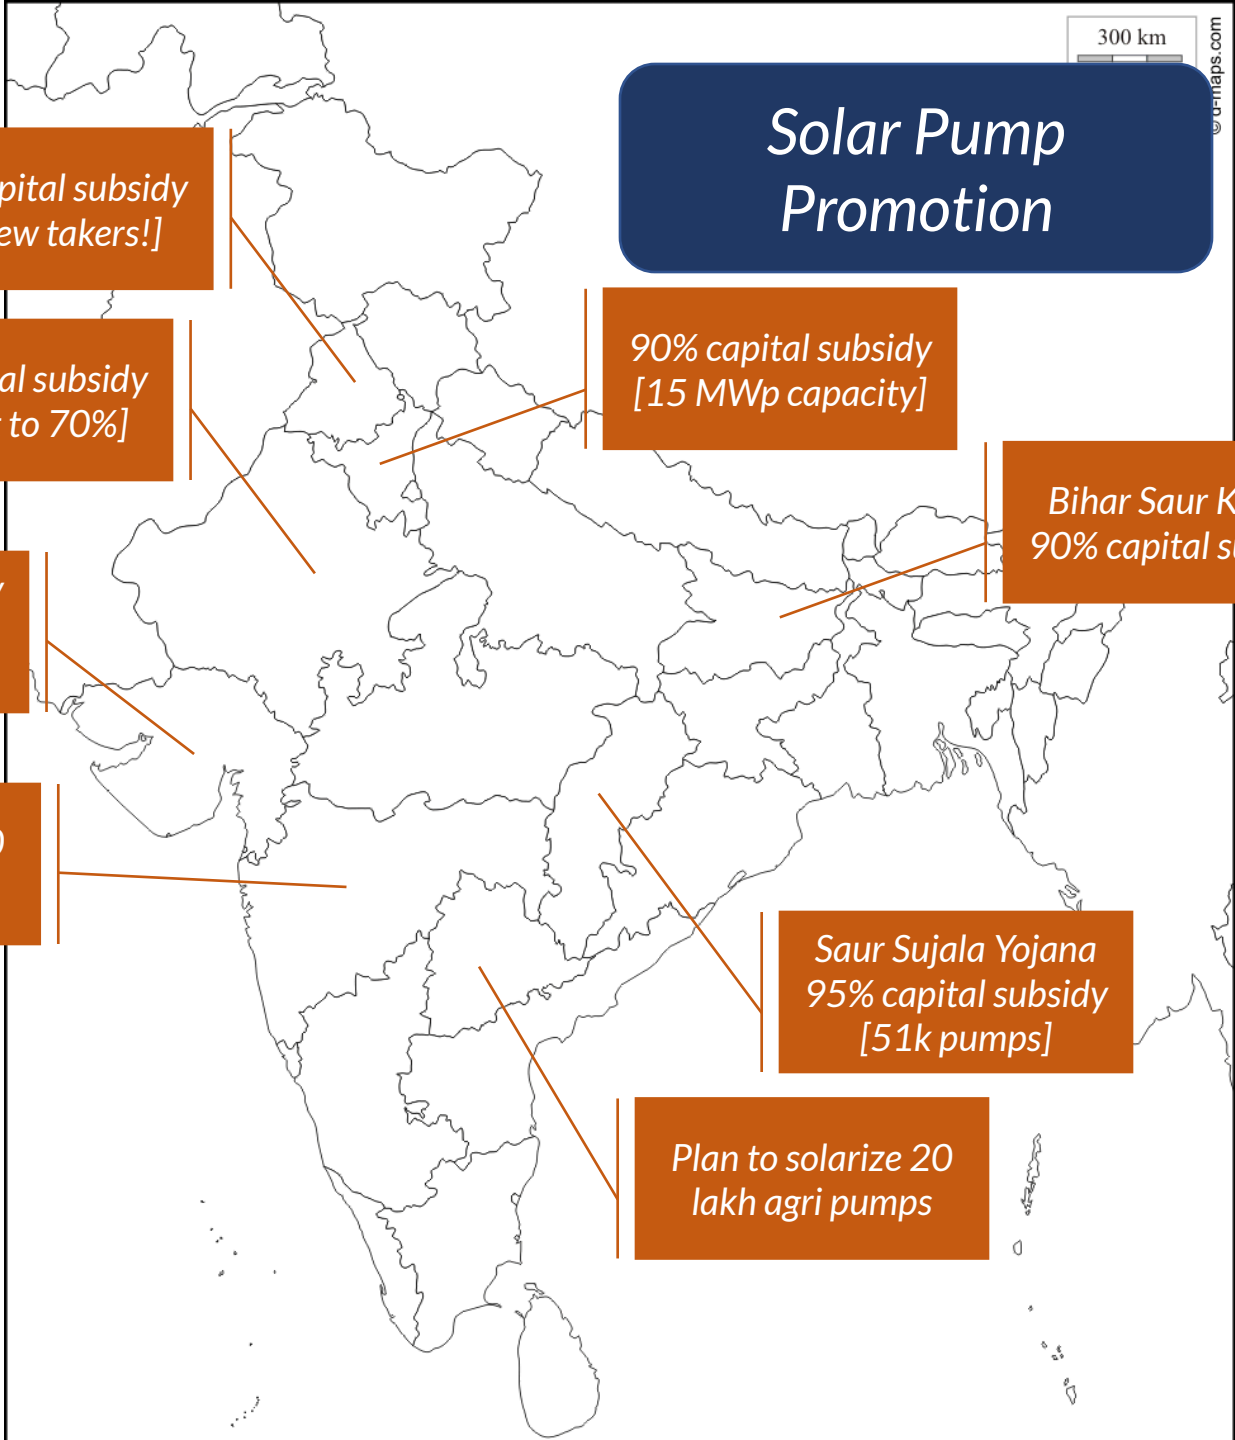 300 km
© d-maps.com
Solar Pump
Promotion
pital subsidy
ew takers!]
90% capital subsidy
[15 MWp capacity]
al subsidy
to 70%]
Bihar Saur K
90% capital su
Saur Sujala Yojana
95% capital subsidy
[51k pumps]
Plan to solarize 20
lakh agri pumps